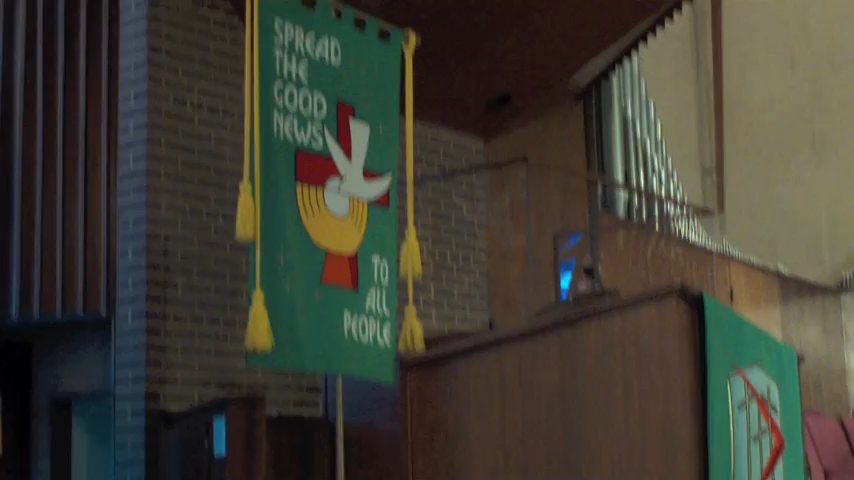 SPREAD
THE
GOOD
NEWS
TO
ALL
PEOPLE